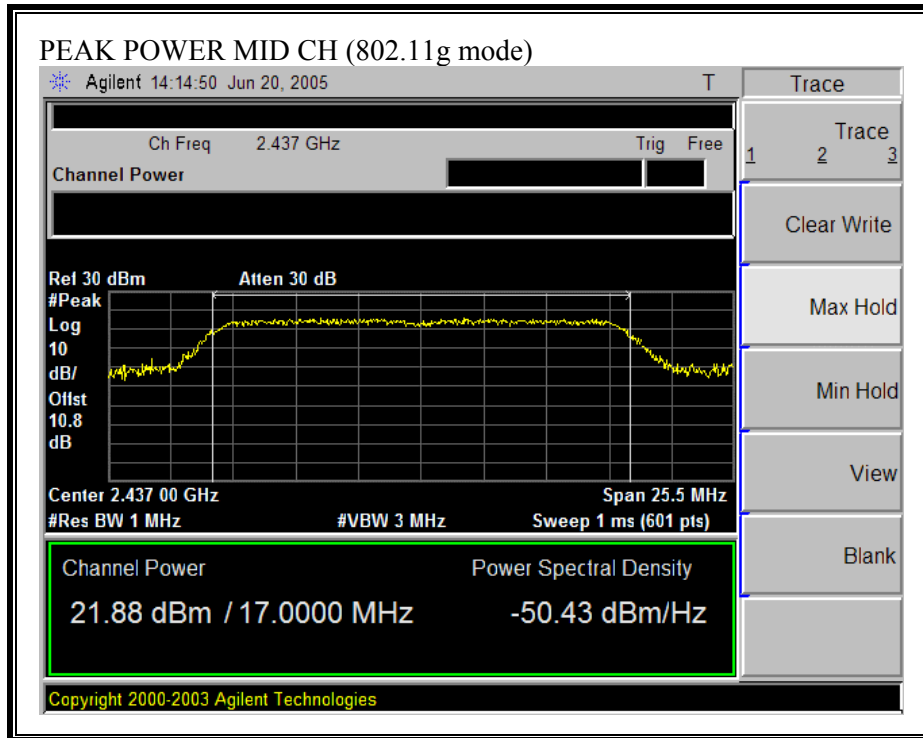 PEAK POWER MID CH (802.11g mode)
Agilent 14:14:50 Jun 20, 2005 T
Trace
Ch Freq 2.437 GHz Trig Free
Channel Power
Trace
1 2 3
Clear Write
Ref 30 dBm Atten 30 dB
#Peak
Log
10
dB/
Offst
10.8
dB
Max Hold
Min Hold
View
Center 2.437 00 GHz Span 25.5 MHz
#Res BW 1 MHz #VBW 3 MHz Sweep 1 ms (601 pts)
Blank
Channel Power Power Spectral Density
21.88 dBm / 17.0000 MHz -50.43 dBm/Hz
Copyright 2000-2003 Agilent Technologies